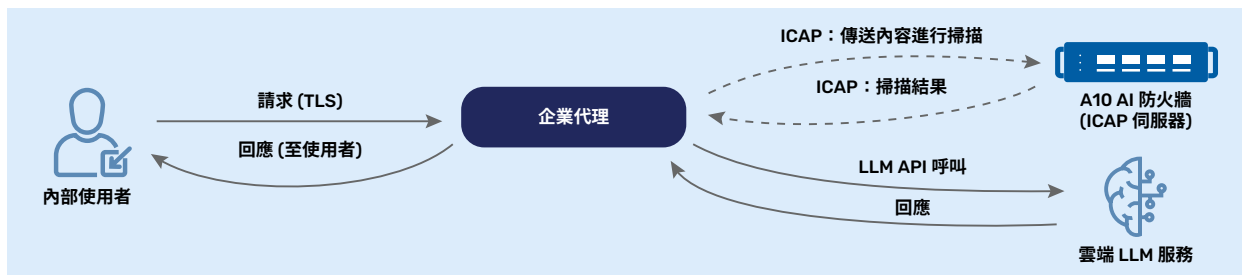 ICAP：傳送內容進行掃描
ICAP：掃描結果
請求 (TLS)
企業代理
A10 AI 防火牆
(ICAP 伺服器)
回應 (至使用者)
LLM API 呼叫
內部使用者
回應
雲端 LLM 服務